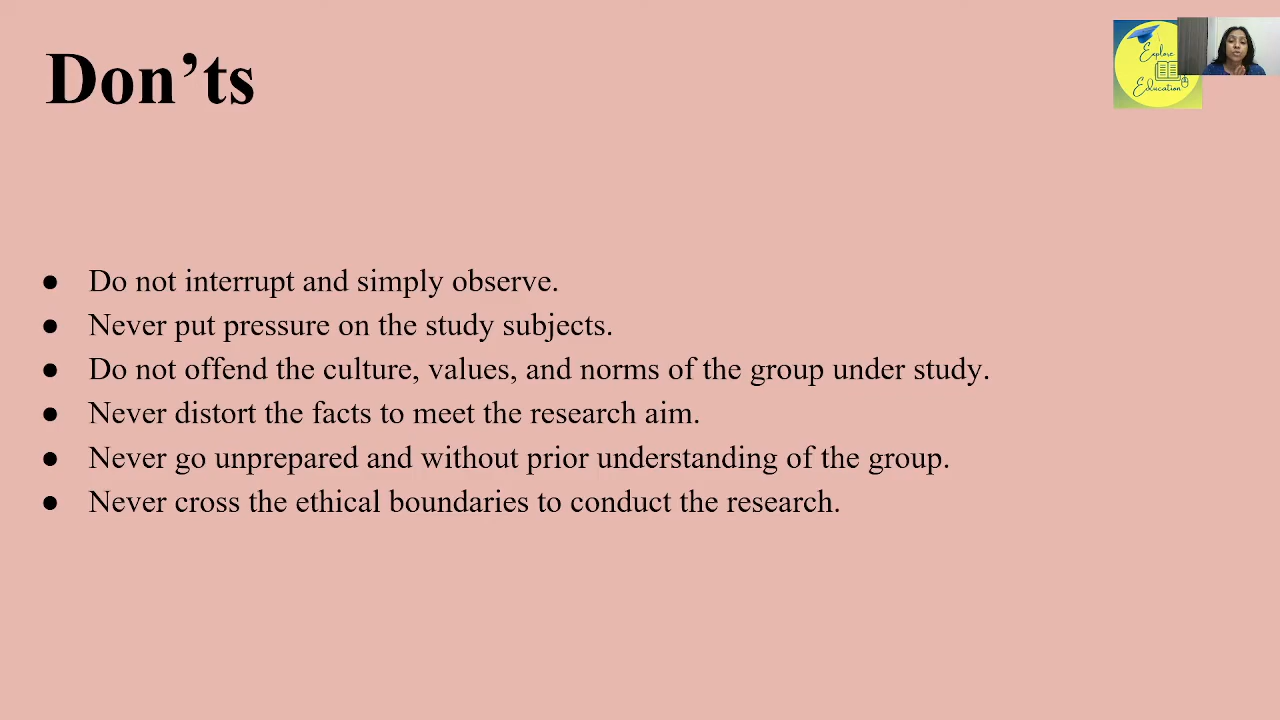 Don’ts
Explore
Education
● Do not interrupt and simply observe.
● Never put pressure on the study subjects.
● Do not offend the culture, values, and norms of the group under study.
● Never distort the facts to meet the research aim.
● Never go unprepared and without prior understanding of the group.
● Never cross the ethical boundaries to conduct the research.